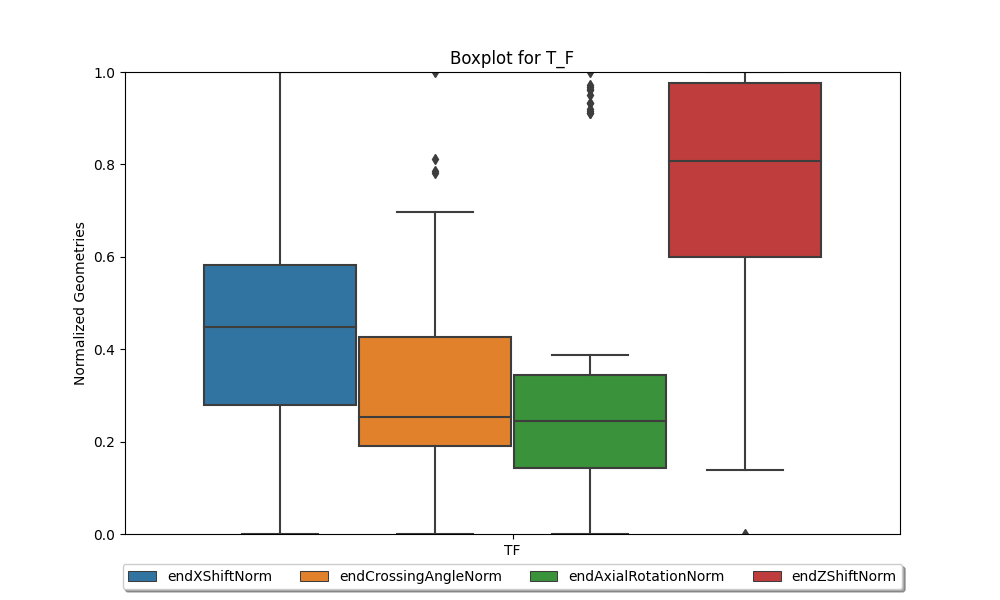 Boxplot for T_F
1.0
0.8
0.6
0.4
0.2
0.0
Normalized Geometries
TF
endXShiftNorm endCrossingAngleNorm endAxialRotationNorm endZShiftNorm